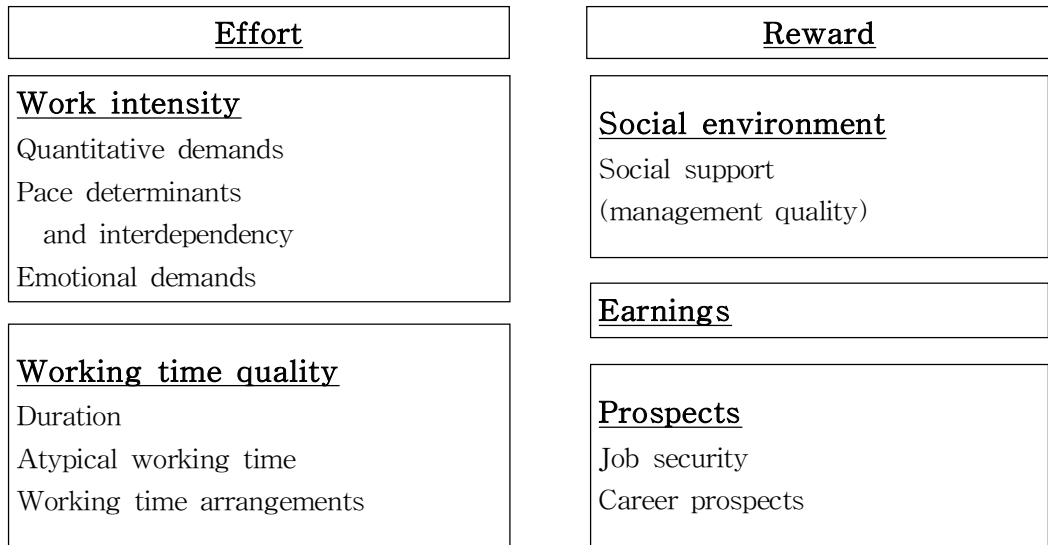 Effort
Work intensity
Quantitative demands
Pace determinants
and interdependency
Emotional demands
Working time quality
Duration
Atypical working time
Working time arrangements
Reward
Social environment
Social support
(management quality)
Earnings
Prospects
Job security
Career prospects